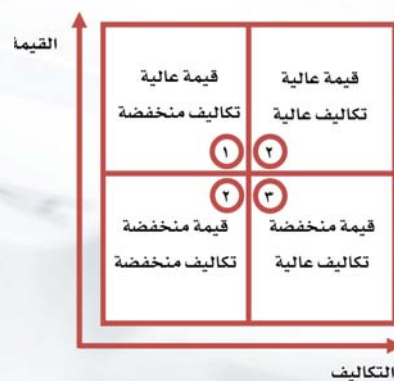 القيمة
قيمة عالية
تكاليف عالية
٢
قيمة عالية
تكاليف منخفضة
١
٣
قيمة منخفضة
تكاليف عالية
٢
قيمة منخفضة
تكاليف منخفضة
التكاليف